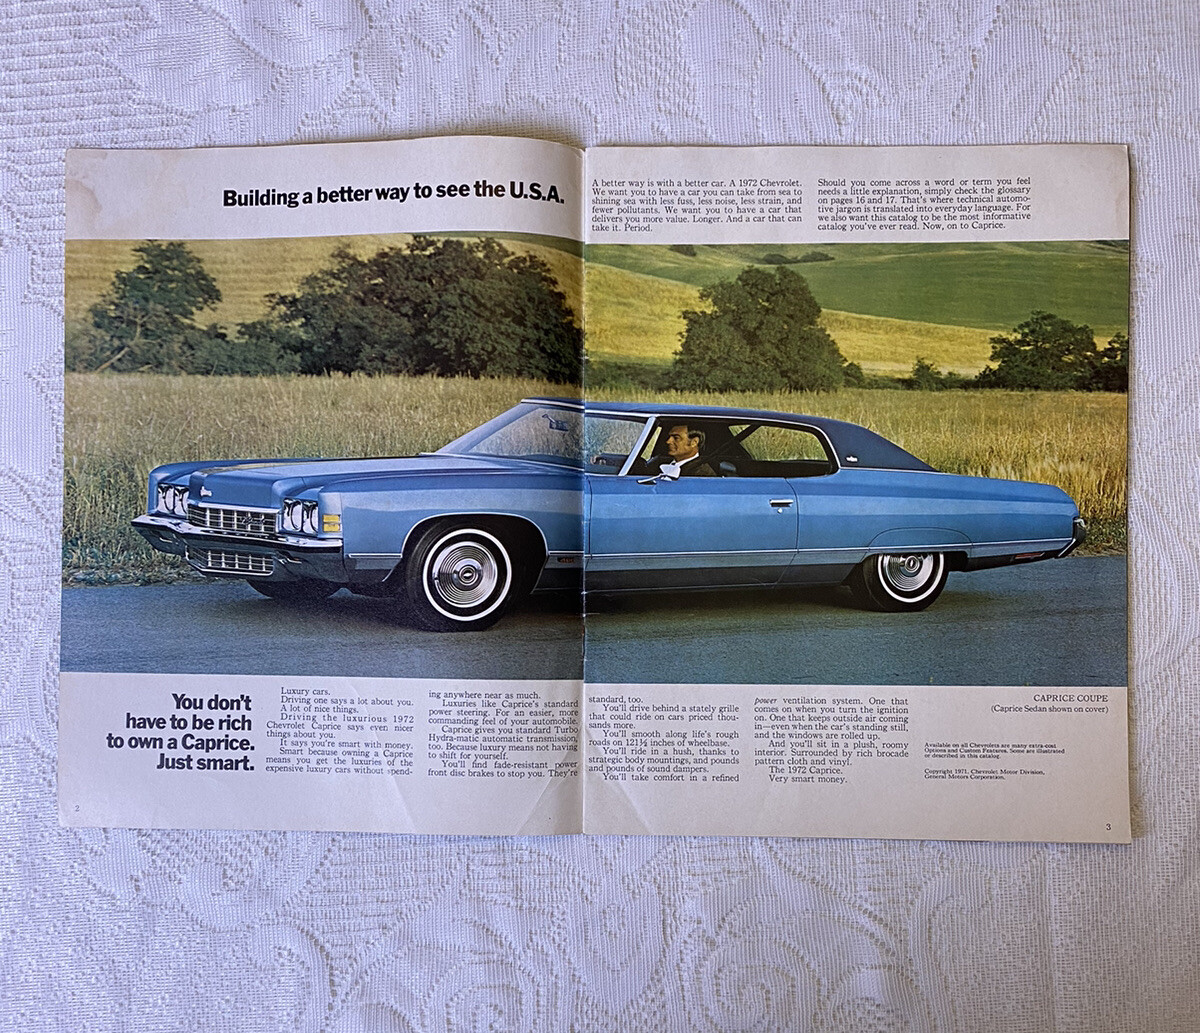 Building a better way to see the U.S.A.
A better way is with a better car. A 1972 Chevrolet.
We want you to have a car you can take from sea to
shining sea with less fuss, less noise, less strain, and
fewer pollutants. We want you to have a car that
delivers you more value. Longer. And a car that can
take it. Period.
Should you come across a word or term you feel
needs a little explanation, simply check the glossary
on pages 16 and 17. That's where technical automo-
tive jargon is translated into everyday language. For
we also want this catalog to be the most informative
catalog you've ever read. Now, on to Caprice.
You don't
have to be rich
to own a Caprice.
Just smart.
Luxury cars.
Driving one says a lot about you.
A lot of nice things.
Driving the luxurious 1972
Chevrolet Caprice says even nicer
things about you.
It says you're smart with money.
Smart because owning a Caprice
means you get the luxuries of the
expensive luxury cars without spend-
ing anywhere near as much.
Luxuries like Caprice's standard
power steering. For an easier, more
commanding feel of your automobile.
Caprice gives you standard Turbo
Hydra-matic automatic transmission,
too. Because luxury means not having
to shift for yourself.
You'll find fade-resistant power
front disc brakes to stop you. They're
standard, too.
You'll drive behind a stately grille
that could ride on cars priced thou-
sands more.
You'll smooth along life's rough
roads on 121½ inches of wheelbase.
You'll ride in a hush, thanks to
strategic body mountings, and pounds
and pounds of sound dampers.
You'll take comfort in a refined
power ventilation system. One that
comes on when you turn the ignition
on. One that keeps outside air coming
in—even when the car's standing still,
and the windows are rolled up.
And you'll sit in a plush, roomy
interior. Surrounded by rich brocade
pattern cloth and vinyl.
The 1972 Caprice.
Very smart money.
CAPRICE COUPE
(Caprice Sedan shown on cover)
Available on all Chevrolets are many extra-cost
Options and Custom Features. Some are illustrated
or described in this catalog.
Copyright 1971, Chevrolet Motor Division,
General Motors Corporation.
2
3